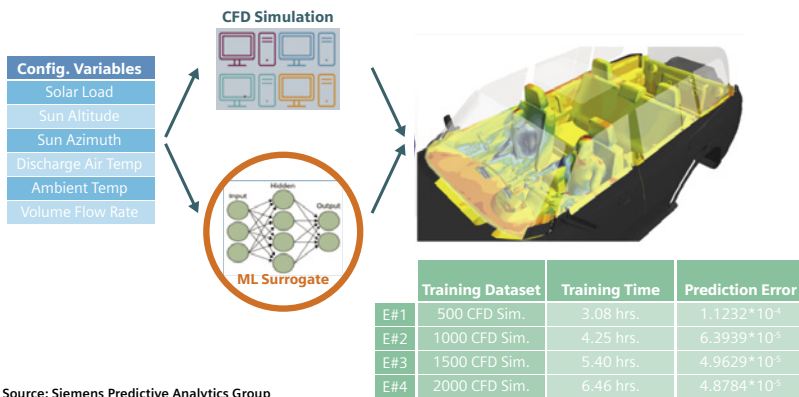 CFD Simulation
Config. Variables
Solar Load
Sun Altitude
Sun Azimuth
Discharge Air Temp
Ambient Temp
Volume Flow Rate
Hidden
Input
Output
ML Surrogate
Training Dataset Training Time Prediction Error
E#1 500 CFD Sim. 3.08 hrs. 1.1232*10⁻⁴
E#2 1000 CFD Sim. 4.25 hrs. 6.3939*10⁻⁵
E#3 1500 CFD Sim. 5.40 hrs. 4.9629*10⁻⁵
E#4 2000 CFD Sim. 6.46 hrs. 4.8784*10⁻⁵
Source: Siemens Predictive Analytics Group